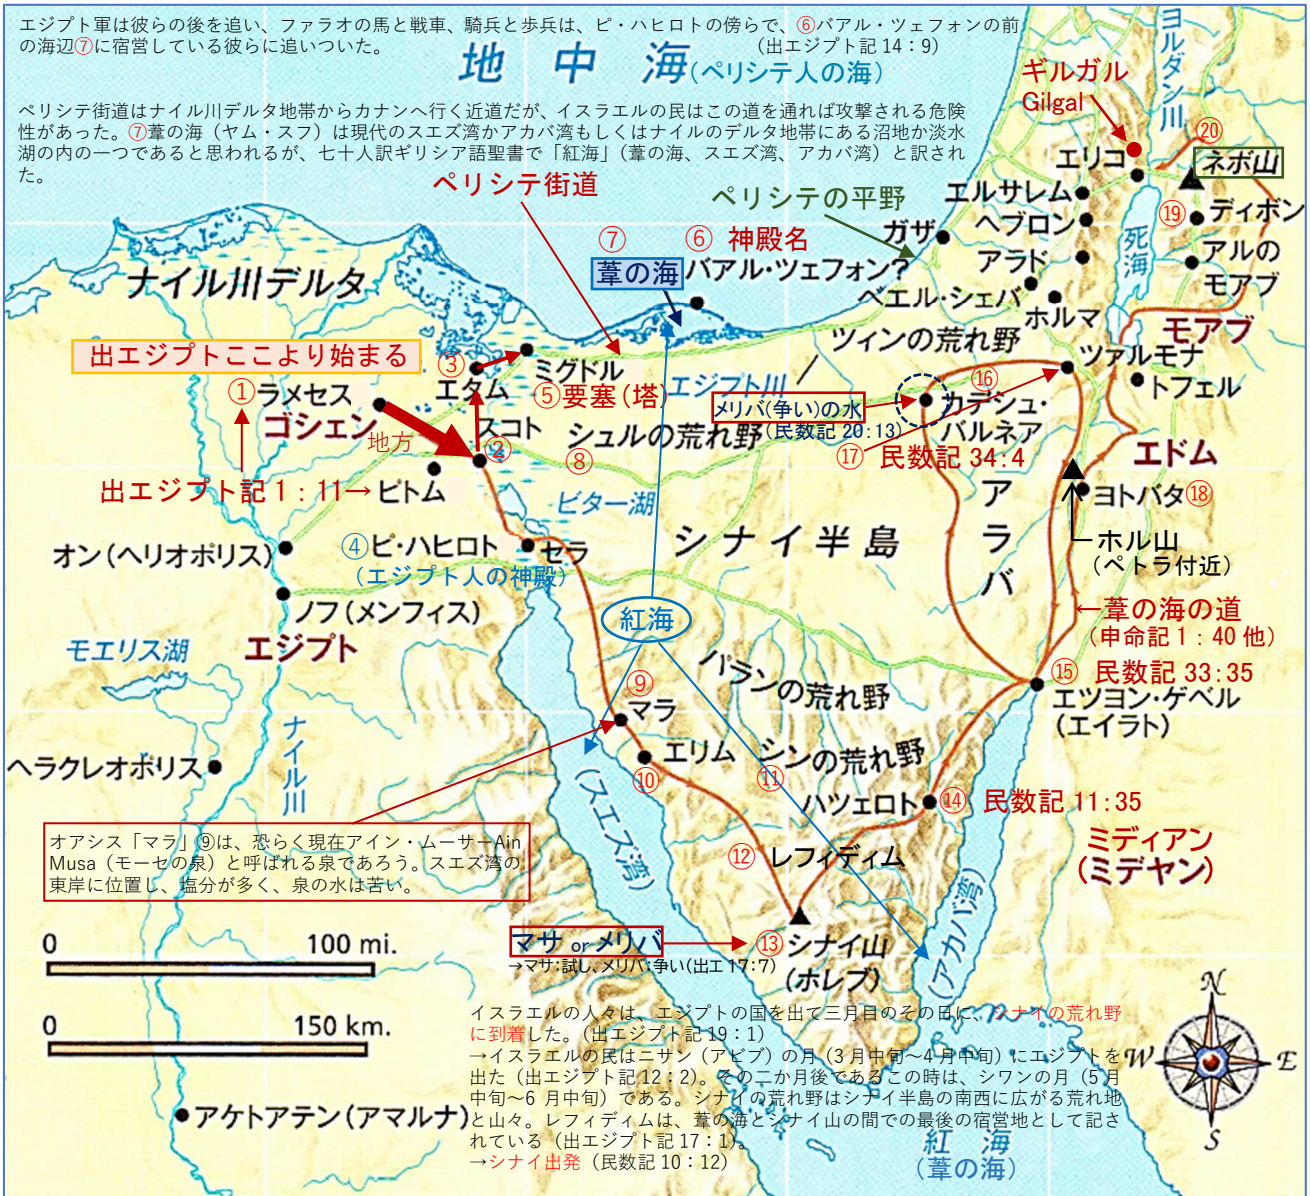 エジプト軍は彼らの後を追い、ファラオの馬と戦車、騎兵と歩兵は、ピ・ハヒロトの傍らで、⑥バアル・ツェフォンの前
の海辺⑦に宿営している彼らに追いついた。
(出エジプト記 14：9)
地中海(ペリシテ人の海)
ペリシテ街道はナイル川デルタ地帯からカナンへ行く近道だが、イスラエルの民はこの道を通れば攻撃される危険
性があった。⑦葦の海（ヤム・スフ）は現代のスエズ湾かアカバ湾もしくはナイルのデルタ地帯にある沼地か淡水
湖の内の一つであると思われるが、七十人訳ギリシア語聖書で「紅海」（葦の海、スエズ湾、アカバ湾）と訳され
た。
ヨルダン川
ギルガル
Gilgal
⑳
エリコ
ネボ山
ペリシテ街道
ペリシテの平野
エルサレム
⑲ ディボン
ヘブロン
ガザ
⑦
⑥ 神殿名
葦の海
バアル・ツェフォン?
アラド
死海
アルの
モアブ
ナイル川デルタ
ベエル・シェバ
ホルマ
ツィンの荒れ野
モアブ
出エジプトここより始まる
③
エタム
ミグドル
⑤要塞(塔)
エジプト川
⑯
ツァルモナ
トフェル
①ラメセス
ゴシェン
地方
スコト
②
シュルの荒れ野
⑧
メリバ(争い)の水
(民数記 20:13)
カデシュ・
バルネア
⑰ 民数記 34:4
エドム
出エジプト記 1：11→
ピトム
ビター湖
アラバ
ヨトバタ⑱
シナイ半島
ホル山
(ペトラ付近)
オン(ヘリオポリス)
④ピ・ハヒロト
(エジプト人の神殿)
セラ
ノフ(メンフィス)
紅海
←葦の海の道
(申命記 1：40 他)
モエリス湖
エジプト
パランの荒れ野
⑮ 民数記 33:35
エツヨン・ゲベル
(エイラト)
⑨
マラ
ナイル川
エリム
⑩
シンの荒れ野
⑪
ヘラクレオポリス
(スエズ湾)
ハツェロト
⑭ 民数記 11:35
オアシス「マラ」⑨は、恐らく現在アイン・ムーサーAin
Musa（モーセの泉）と呼ばれる泉であろう。スエズ湾の
東岸に位置し、塩分が多く、泉の水は苦い。
⑫ レフィディム
ミディアン
(ミデヤン)
(アカバ湾)
マサ or メリバ
→マサ:試し、メリバ:争い(出エ 17:7)
⑬ シナイ山
(ホレブ)
0 100 mi.
0 150 km.
N
W
E
S
イスラエルの人々は、エジプトの国を出て三月目のその日に、シナイの荒れ野
に到着した。（出エジプト記 19：1）
→イスラエルの民はニサン（アビブ）の月（3 月中旬～4 月中旬）にエジプトを
出た（出エジプト記 12：2）。その二か月後であるこの時は、シワンの月（5 月
中旬～6 月中旬）である。シナイの荒れ野はシナイ半島の南西に広がる荒れ地
と山々。レフィディムは、葦の海とシナイ山の間での最後の宿営地として記さ
れている（出エジプト記 17：1）。
→シナイ出発（民数記 10：12）
アケトアテン(アマルナ)
紅海
(葦の海)